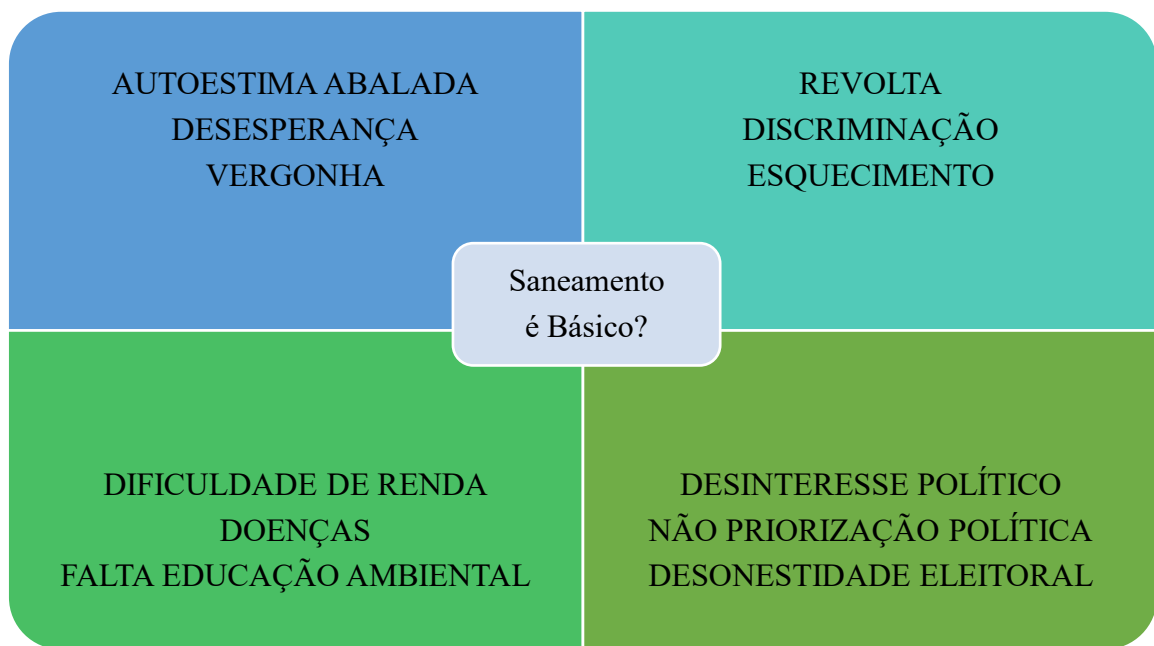 AUTOESTIMA ABALADA
DESESPERANÇA
VERGONHA
REVOLTA
DISCRIMINAÇÃO
ESQUECIMENTO
Saneamento
é Básico?
DIFICULDADE DE RENDA
DOENÇAS
FALTA EDUCAÇÃO AMBIENTAL
DESINTERESSE POLÍTICO
NÃO PRIORIZAÇÃO POLÍTICA
DESONESTIDADE ELEITORAL